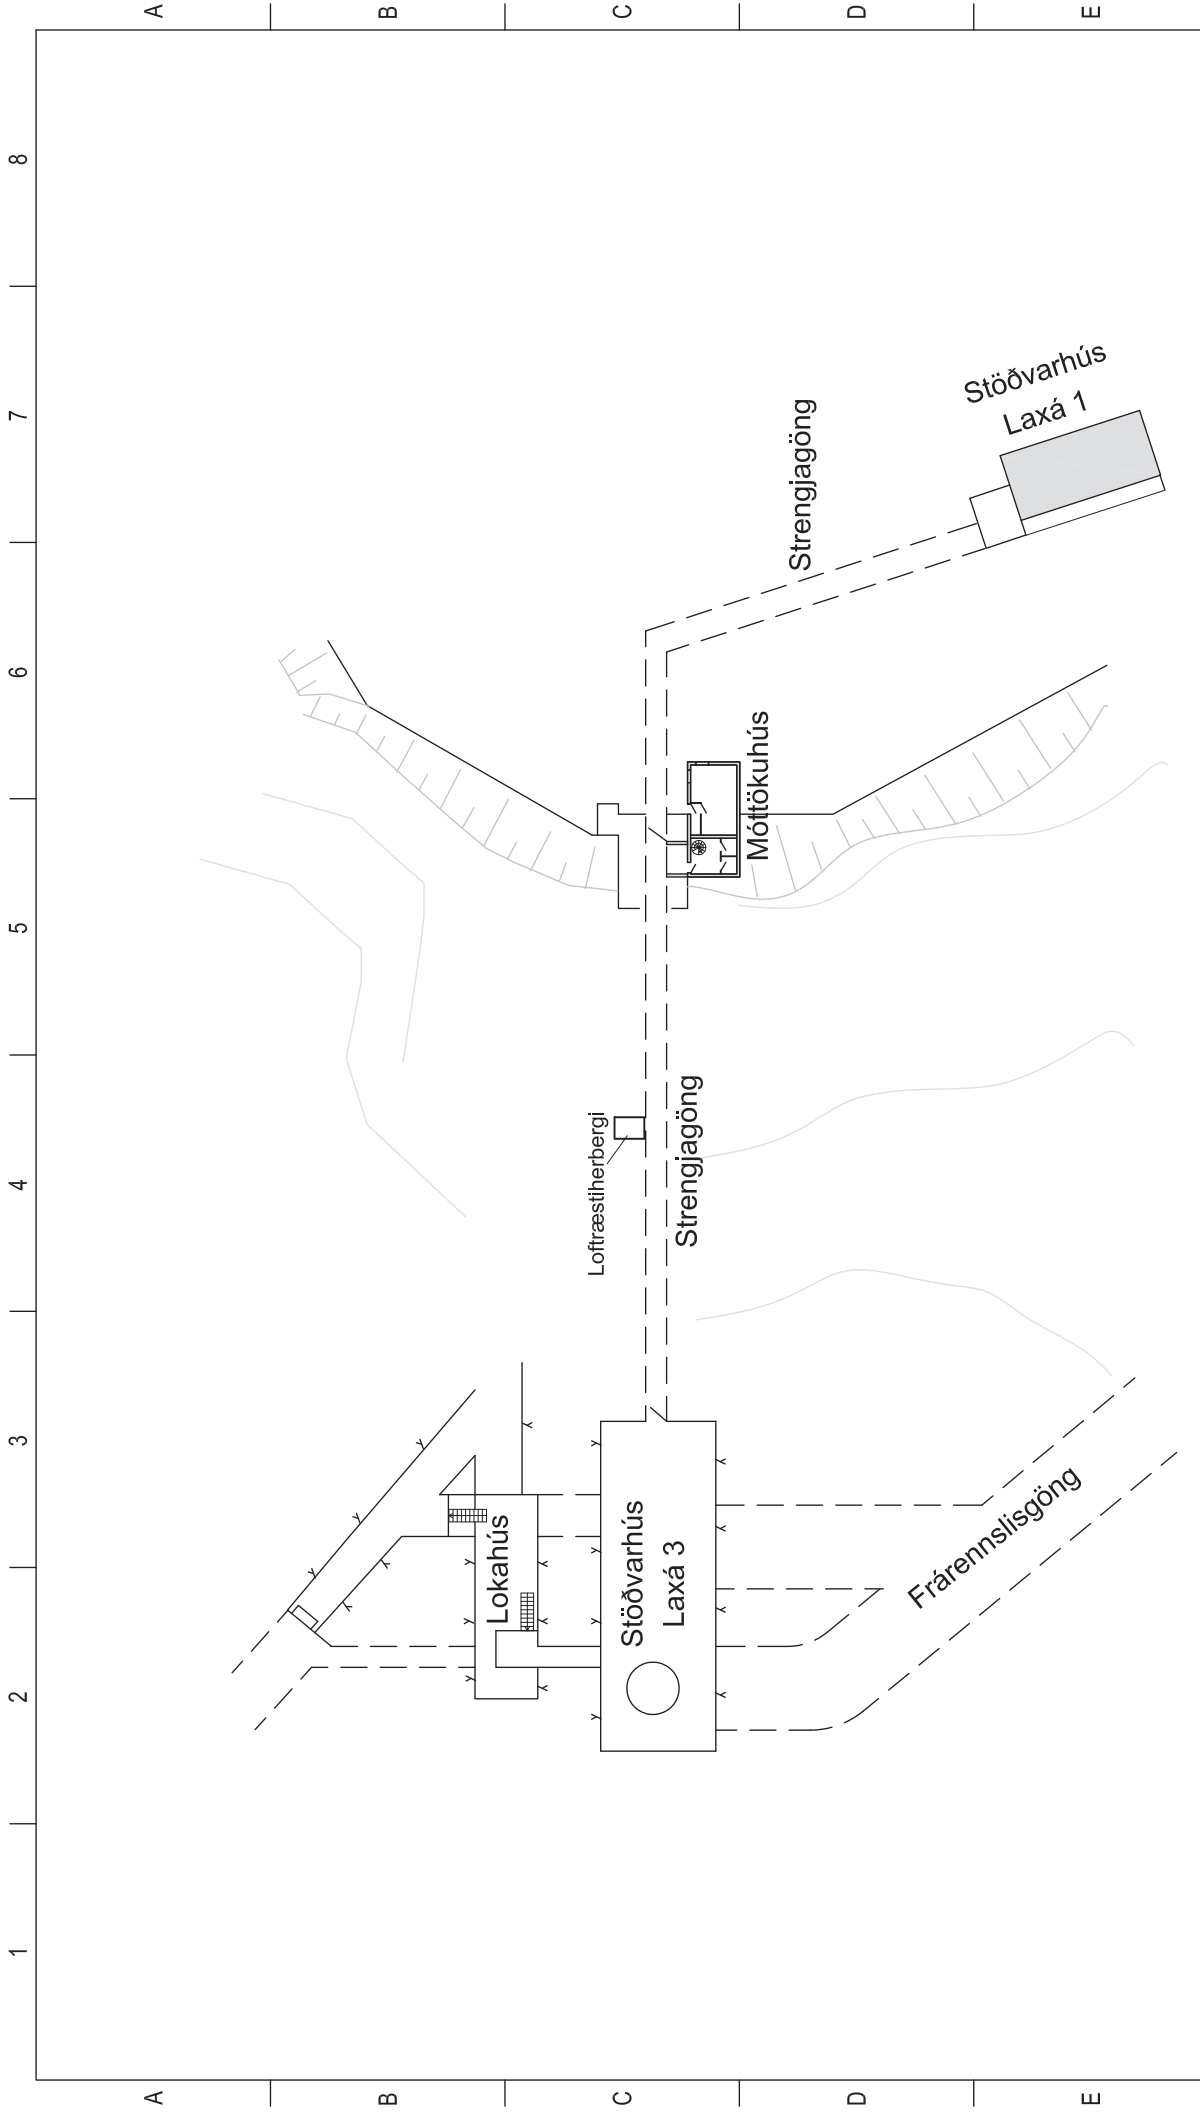 A
B
C
D
E
8
7
6
5
4
3
2
1
Stöðvarhús
Laxá 1
Strengjagöng
Móttökuhús
Loftræstiherbergi
Strengjagöng
Lokahús
Stöðvarhús
Laxá 3
Frárennslisgöng
A
B
C
D
E